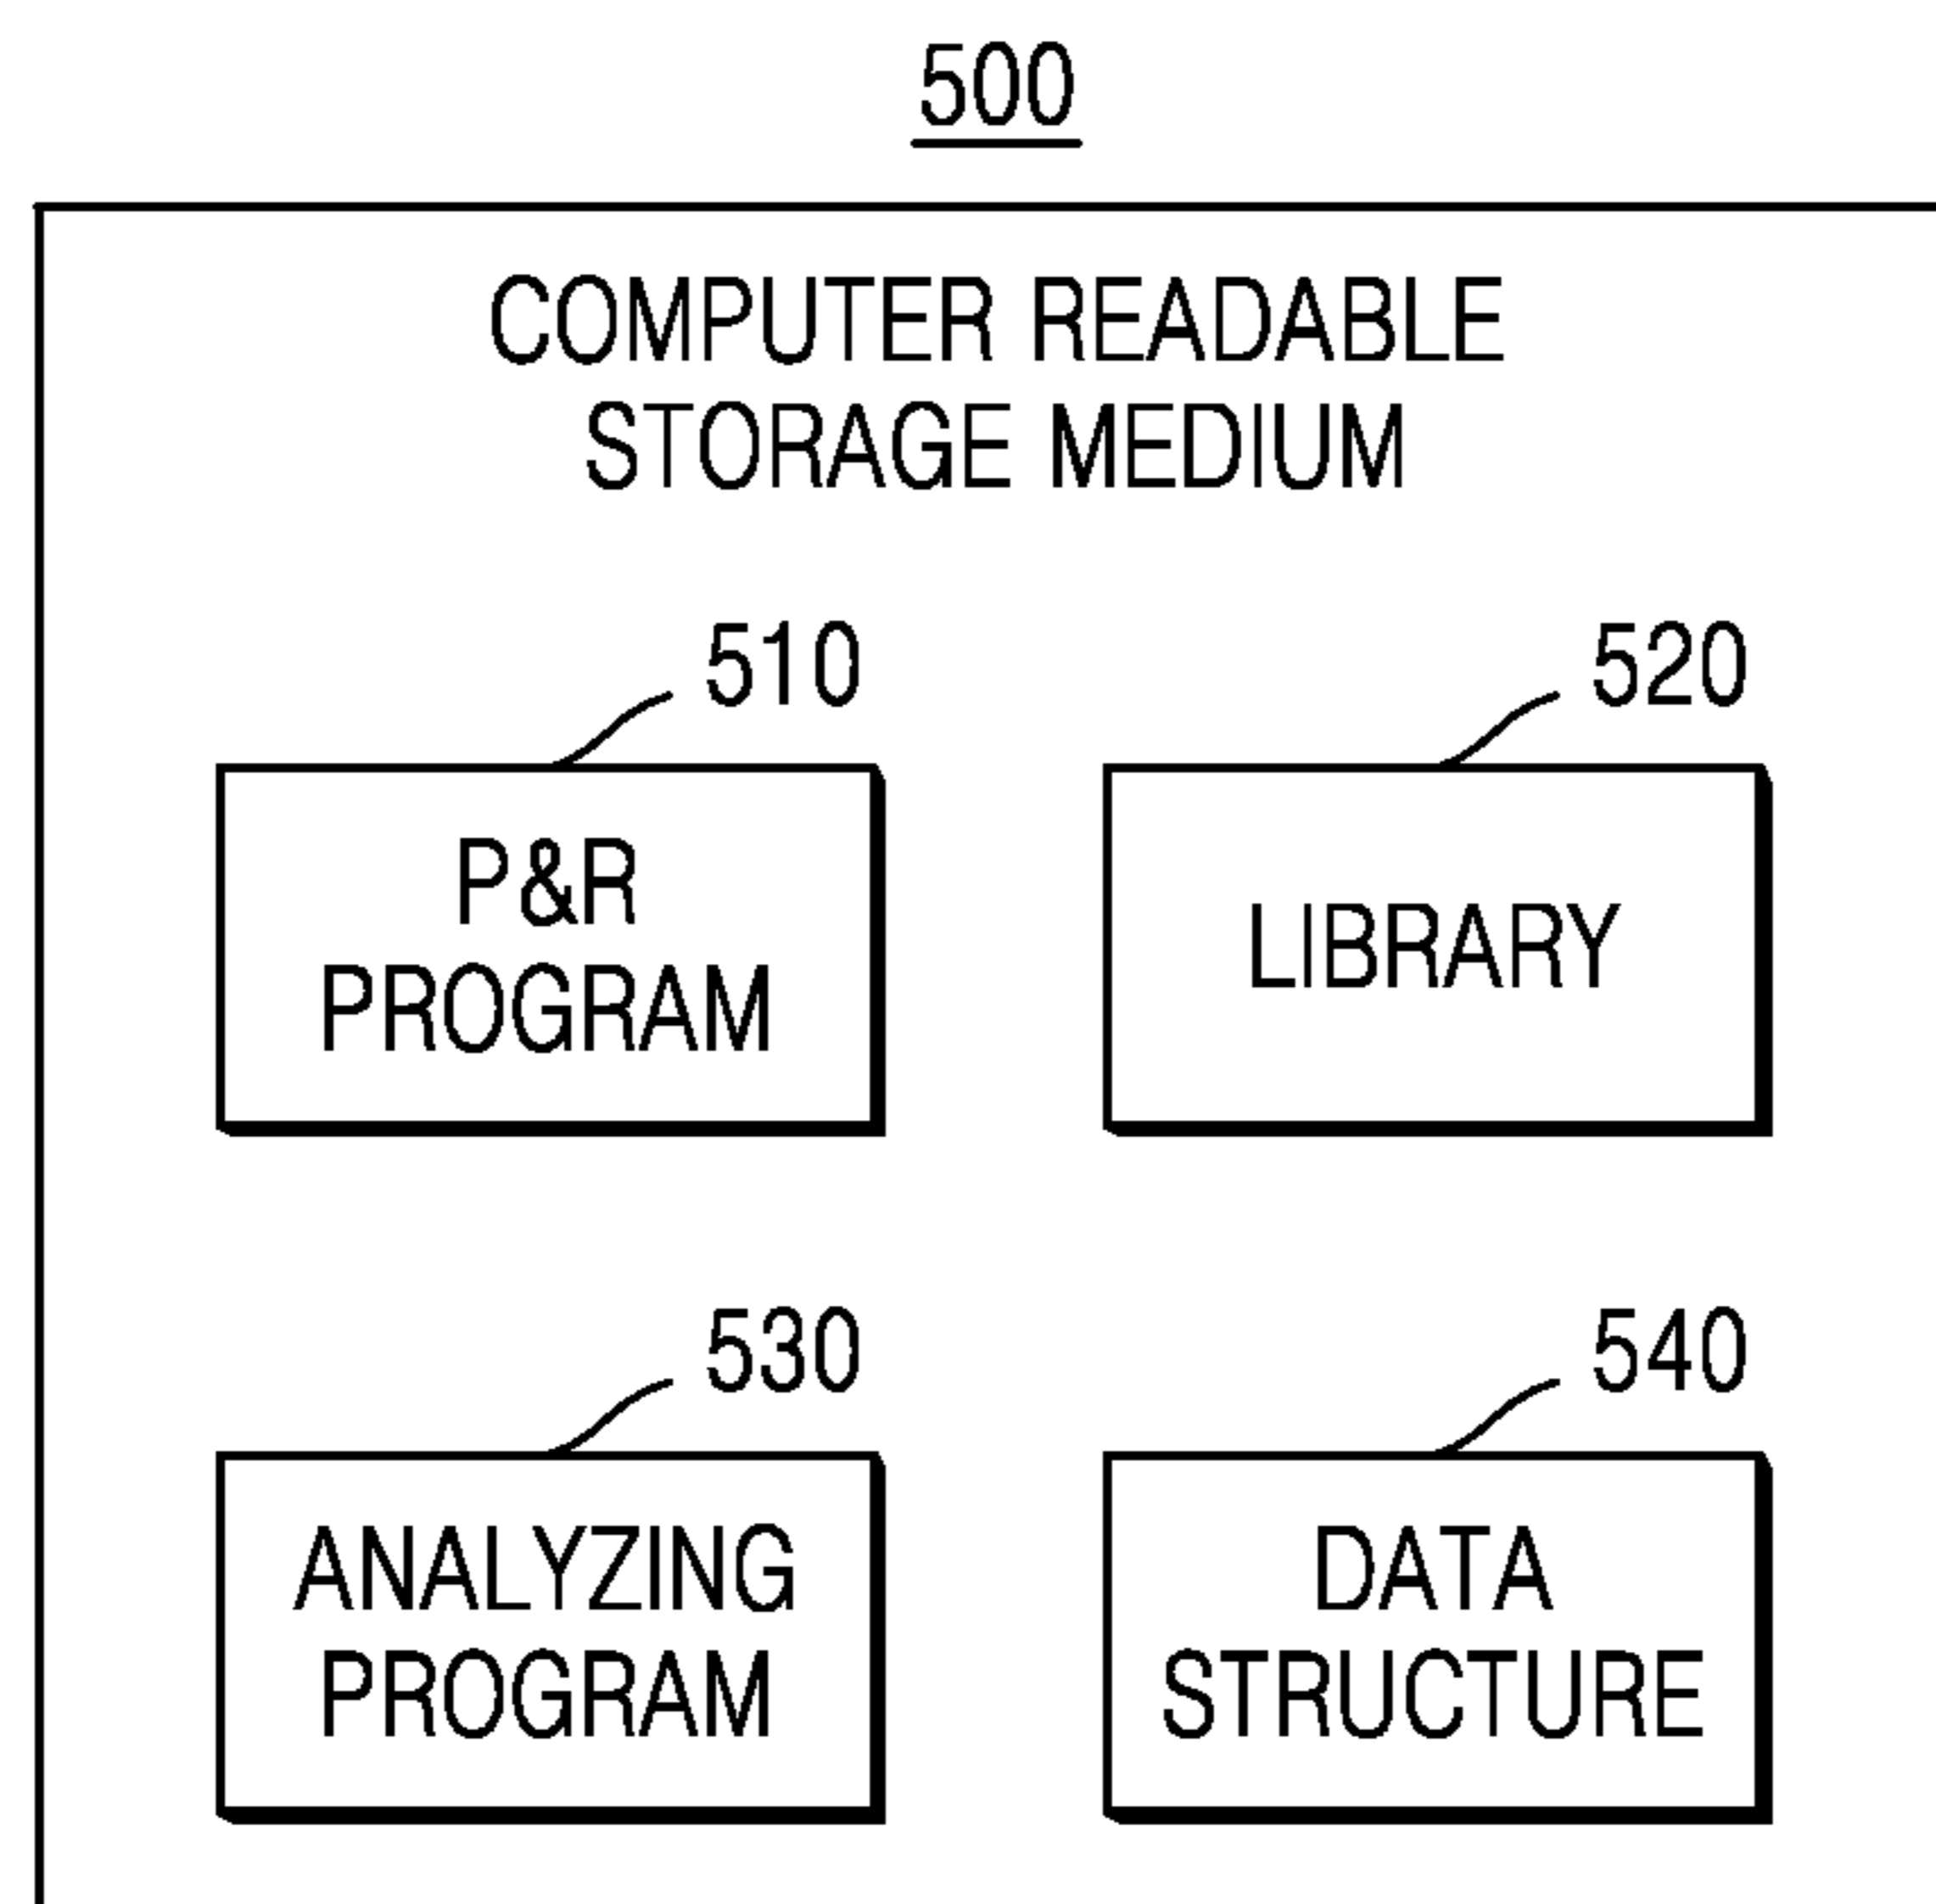 500
COMPUTER READABLE
STORAGE MEDIUM
510
520
P&R
PROGRAM
LIBRARY
530
540
ANALYZING
PROGRAM
DATA
STRUCTURE